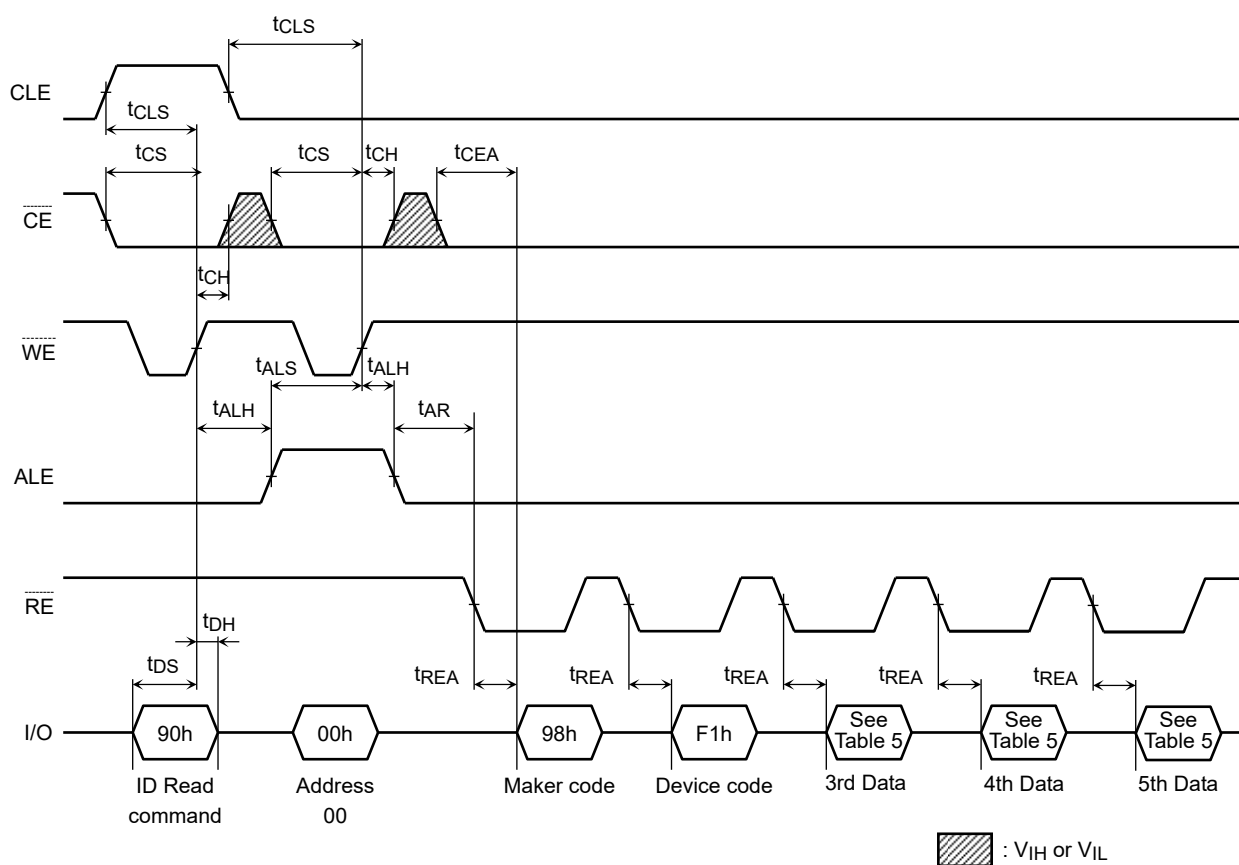 tCLS
CLE
tCLS
tCS
tCS
tCH
tCEA
CE
tCH
WE
tALS
tALH
tALH
tAR
ALE
RE
tDH
tDS
tREA
tREA
tREA
tREA
tREA
I/O
90h
00h
98h
F1h
See
Table 5
See
Table 5
See
Table 5
ID Read
command
Address
00
Maker code
Device code
3rd Data
4th Data
5th Data
: VIH or VIL